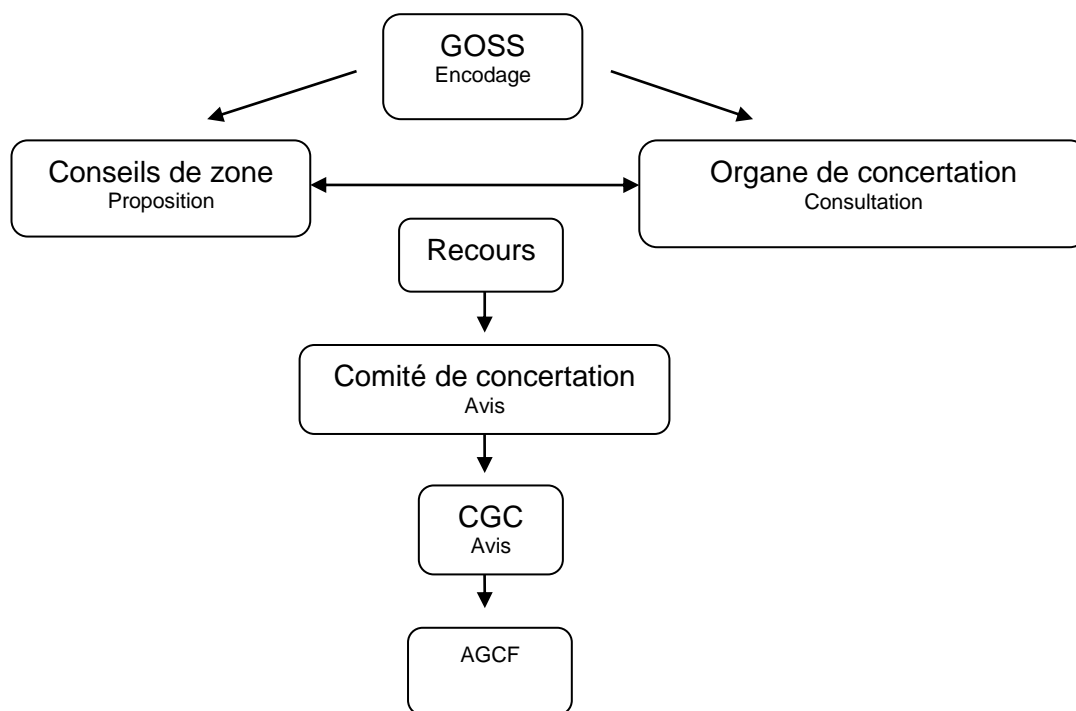 GOSS
Encodage
Conseils de zone
Proposition
Organe de concertation
Consultation
Recours
Comité de concertation
Avis
CGC
Avis
AGCF